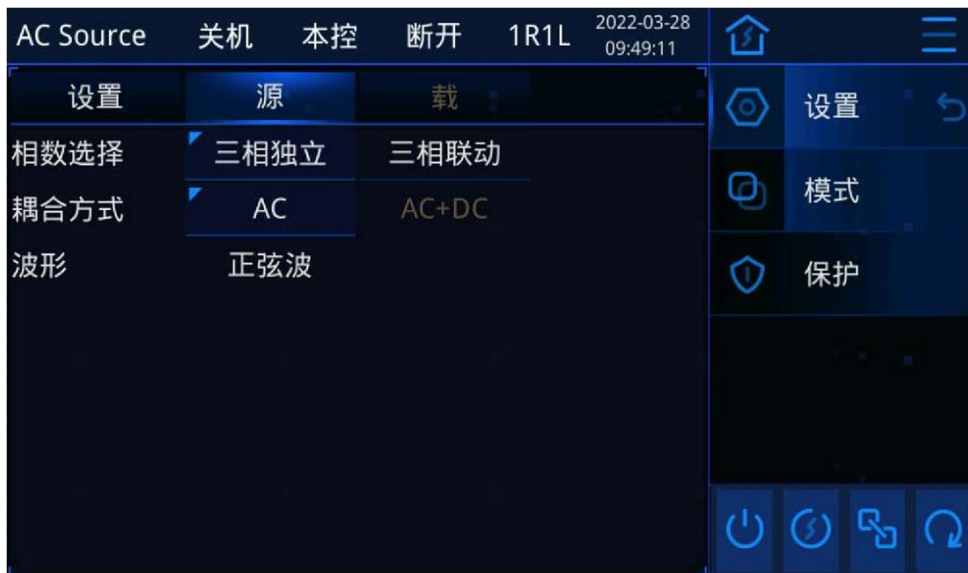 AC Source 关机 本控 断开 1R1L 2022-03-28
09:49:11
设置 源 载
相数选择 三相独立 三相联动
耦合方式 AC AC+DC
波形 正弦波
设置
模式
保护